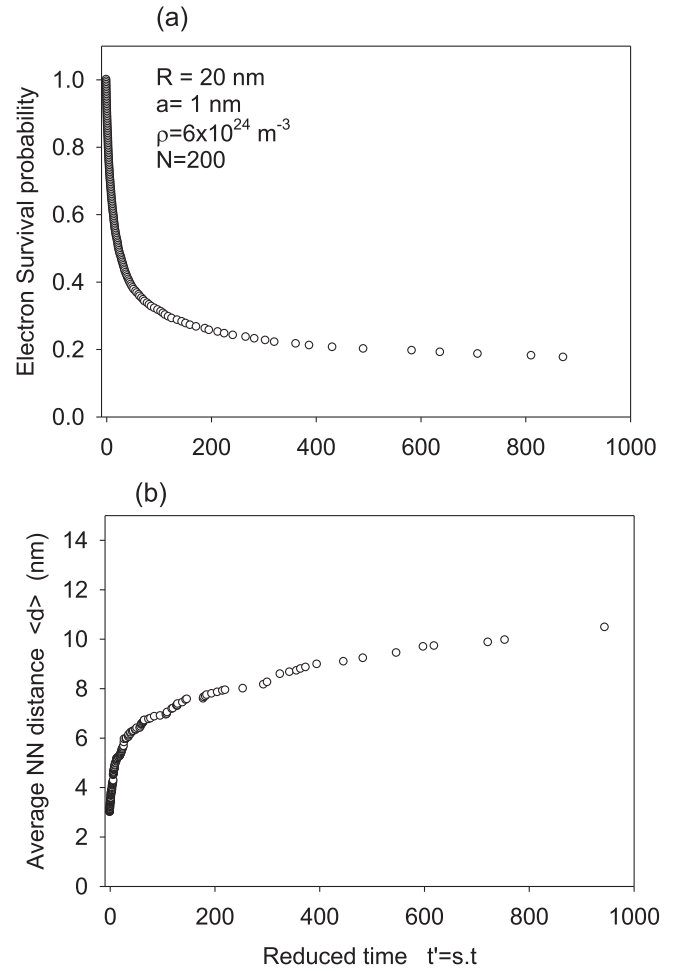 (a)
R = 20 nm
a= 1 nm
ρ=6x10²⁴ m⁻³
N=200
Electron Survival probability
1.0
0.8
0.6
0.4
0.2
0.0
0 200 400 600 800 1000
(b)
Average NN distance <d> (nm)
14
12
10
8
6
4
2
0
0 200 400 600 800 1000
Reduced time t'=s.t